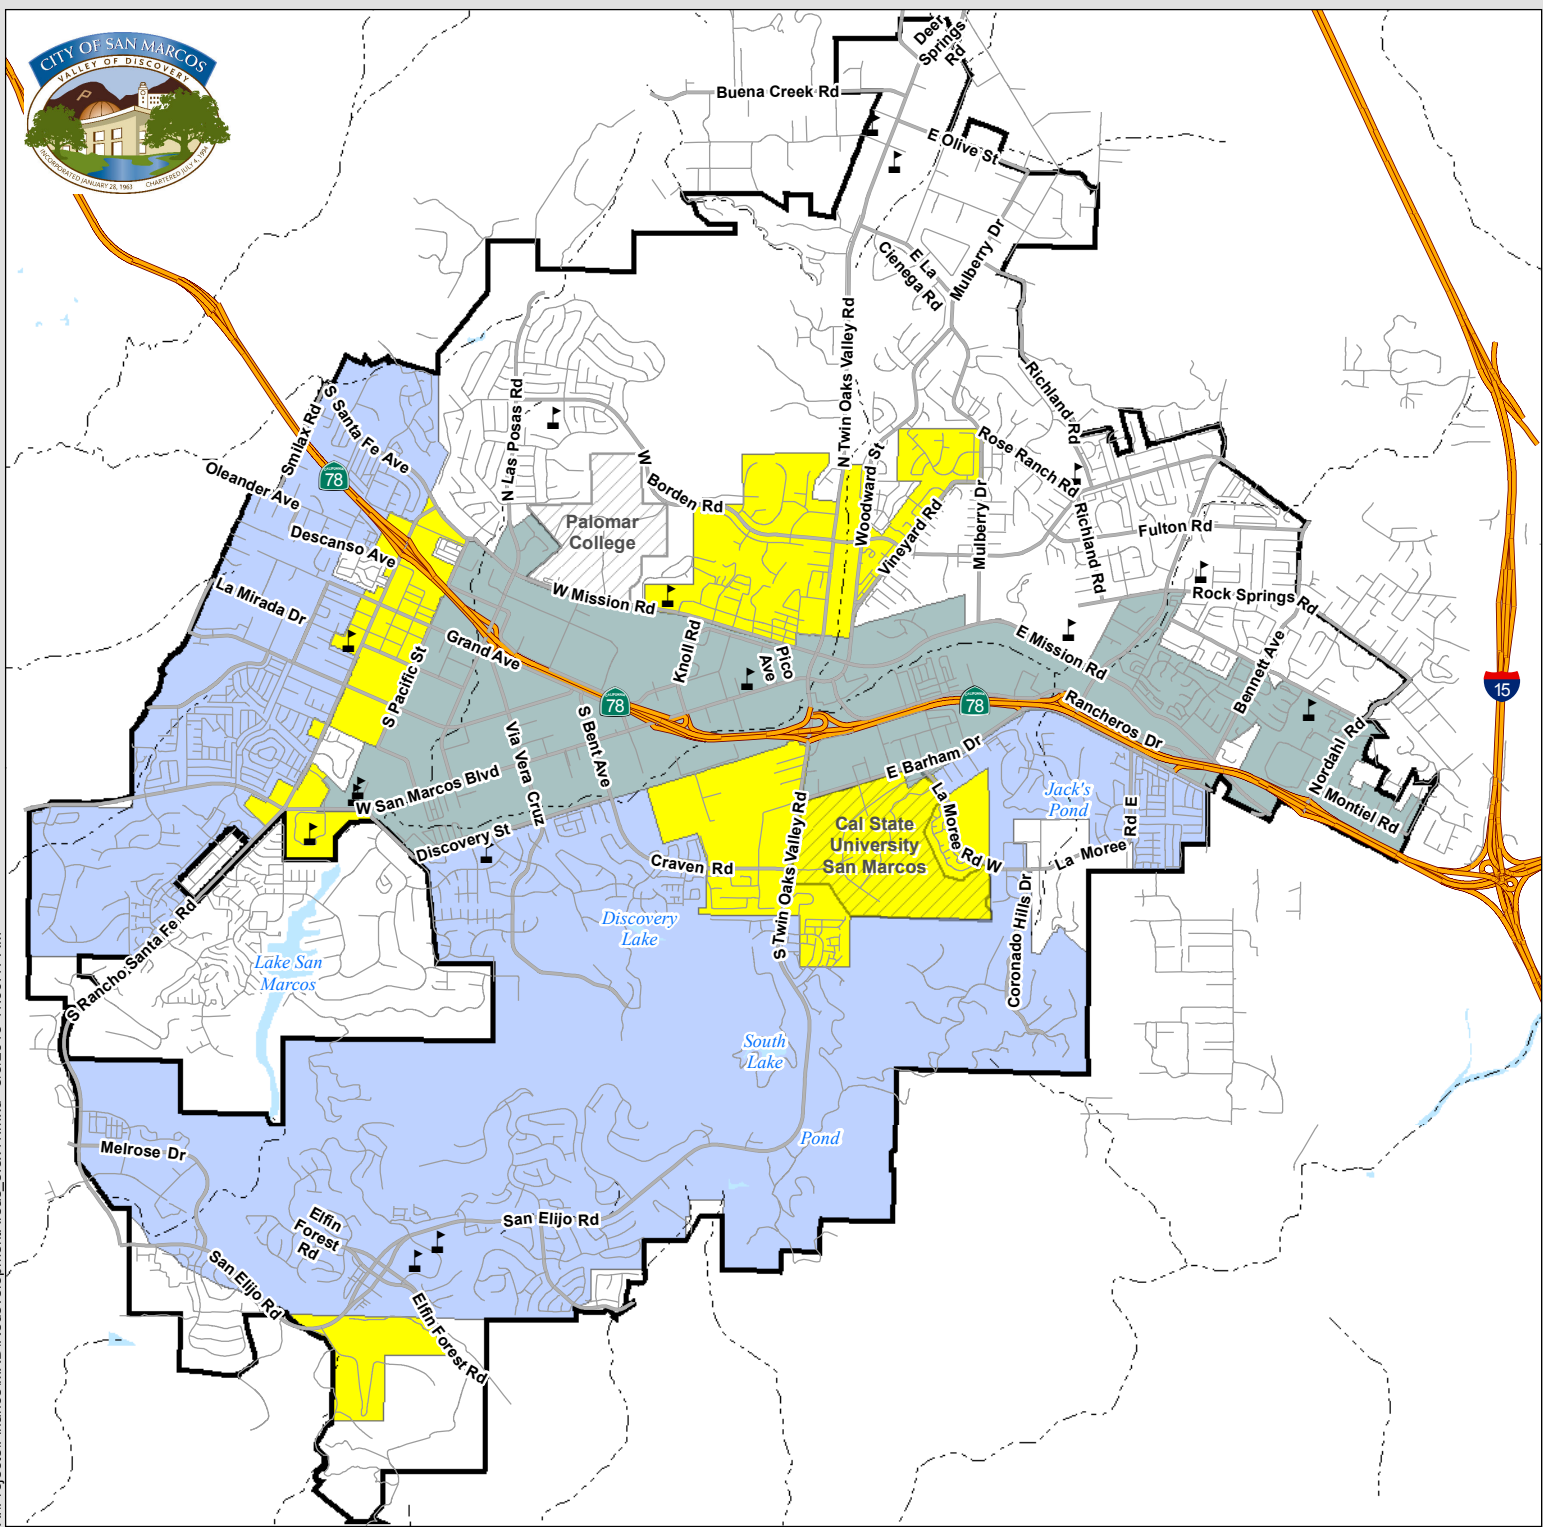 CITY OF SAN MARCOS
VALLEY OF DISCOVERY
INCORPORATED JANUARY 28, 1963
CHARTERED JULY 4, 1994
Deer
Springs
Rd
Buena Creek Rd
E Olive St
E La
Cienega Rd
Mulberry Dr
N Twin Oaks Valley Rd
Richland Rd
Smilax Rd
S Santa Fe Ave
N Las Posas Rd
Rose Ranch Rd
Oleander Ave
CALIFORNIA
78
W Borden Rd
Woodward St
Vineyard Rd
Mulberry Dr
Richland Rd
Fulton Rd
Palomar
College
Descanso Ave
La Mirada Dr
W Mission Rd
Rock Springs Rd
Grand Ave
S Pacific St
Knoll Rd
Pico
Ave
E Mission Rd
Bennett Ave
CALIFORNIA
78
CALIFORNIA
78
15
Rancheros Dr
Via Vera Cruz
S Bent Ave
E Barham Dr
Nordahl Rd
N Montiel Rd
W San Marcos Blvd
Discovery St
Jack's
Pond
La Moree Rd W
La Moree Rd E
Cal State
University
San Marcos
Craven Rd
S Twin Oaks Valley Rd
Coronado Hills Dr
Discovery
Lake
S Rancho Santa Fe Rd
Lake San
Marcos
South
Lake
Pond
Melrose Dr
Elfin
Forest
Rd
San Elijo Rd
San Elijo Rd
Elfin Forest Rd